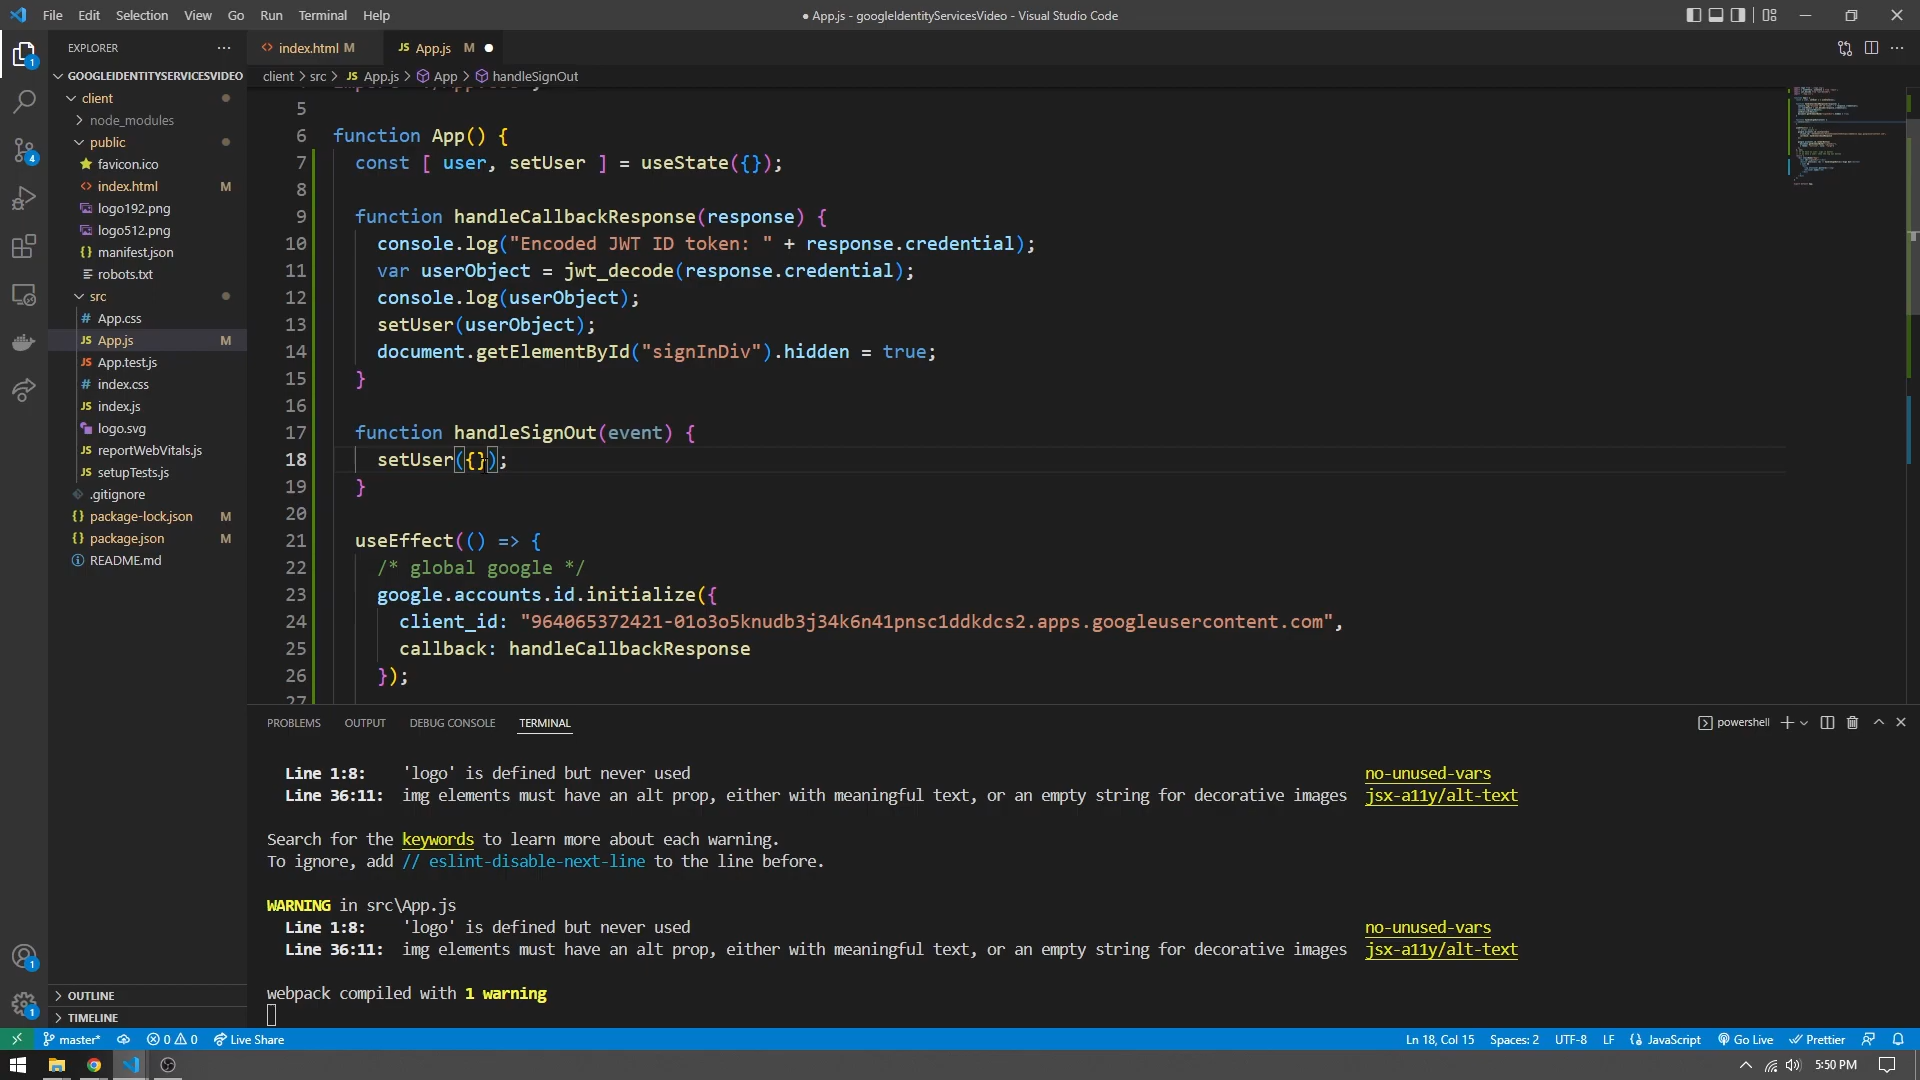 File Edit Selection View Go Run Terminal Help
● App.js - googleIdentityServicesVideo - Visual Studio Code
EXPLORER
index.html M
JS App.js M
GOOGLEIDENTITYSERVICESVIDEO
client > src > JS App.js > App > handleSignOut
client
node_modules
public
favicon.ico
index.html M
logo192.png
logo512.png
manifest.json
robots.txt
src
# App.css
JS App.js M
JS App.test.js
# index.css
JS index.js
logo.svg
JS reportWebVitals.js
JS setupTests.js
.gitignore
package-lock.json M
package.json M
README.md
OUTLINE
TIMELINE
5
6 function App() {
7 const [ user, setUser ] = useState({});
8
9 function handleCallbackResponse(response) {
10 console.log("Encoded JWT ID token: " + response.credential);
11 var userObject = jwt_decode(response.credential);
12 console.log(userObject);
13 setUser(userObject);
14 document.getElementById("signInDiv").hidden = true;
15 }
16
17 function handleSignOut(event) {
18 setUser({});
19 }
20
21 useEffect(() => {
22 /* global google */
23 google.accounts.id.initialize({
24 client_id: "964065372421-01o3o5knudb3j34k6n41pnsc1ddkdcs2.apps.googleusercontent.com",
25 callback: handleCallbackResponse
26 });
27
PROBLEMS OUTPUT DEBUG CONSOLE TERMINAL
powershell
Line 1:8: 'logo' is defined but never used no-unused-vars
Line 36:11: img elements must have an alt prop, either with meaningful text, or an empty string for decorative images jsx-a11y/alt-text
Search for the keywords to learn more about each warning.
To ignore, add // eslint-disable-next-line to the line before.
WARNING in src\App.js
Line 1:8: 'logo' is defined but never used no-unused-vars
Line 36:11: img elements must have an alt prop, either with meaningful text, or an empty string for decorative images jsx-a11y/alt-text
webpack compiled with 1 warning
1
4
1
1
master* 0 0 Live Share
Ln 18, Col 15 Spaces: 2 UTF-8 LF {} JavaScript Go Live Prettier
5:50 PM